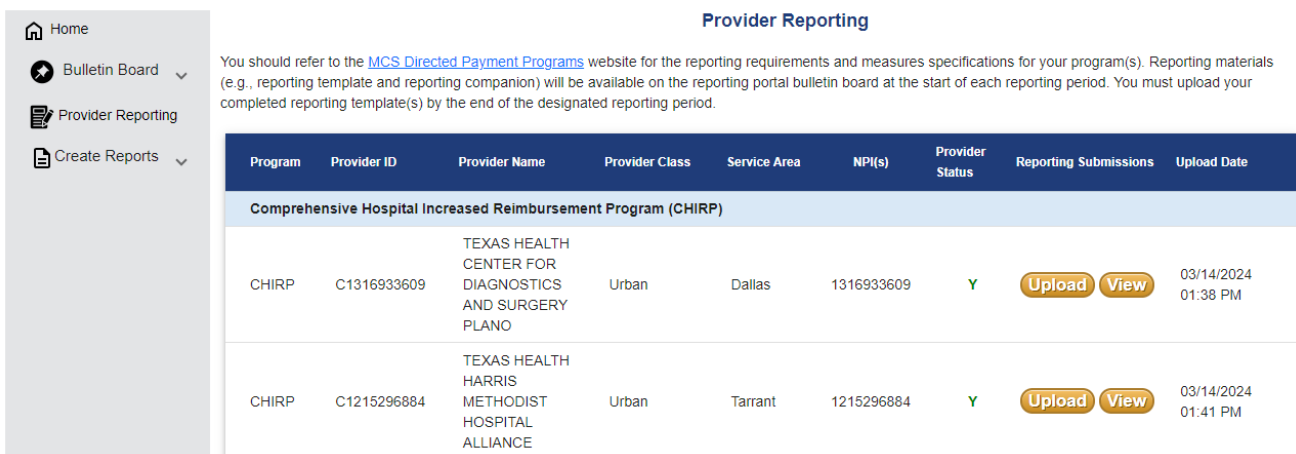 Home
Bulletin Board
Provider Reporting
Create Reports
Provider Reporting
You should refer to the MCS Directed Payment Programs website for the reporting requirements and measures specifications for your program(s). Reporting materials
(e.g., reporting template and reporting companion) will be available on the reporting portal bulletin board at the start of each reporting period. You must upload your
completed reporting template(s) by the end of the designated reporting period.
Program Provider ID Provider Name Provider Class Service Area NPI(s) Provider Status Reporting Submissions Upload Date
Comprehensive Hospital Increased Reimbursement Program (CHIRP)
CHIRP C1316933609 TEXAS HEALTH CENTER FOR DIAGNOSTICS AND SURGERY PLANO Urban Dallas 1316933609 Y Upload View 03/14/2024 01:38 PM
CHIRP C1215296884 TEXAS HEALTH HARRIS METHODIST HOSPITAL ALLIANCE Urban Tarrant 1215296884 Y Upload View 03/14/2024 01:41 PM